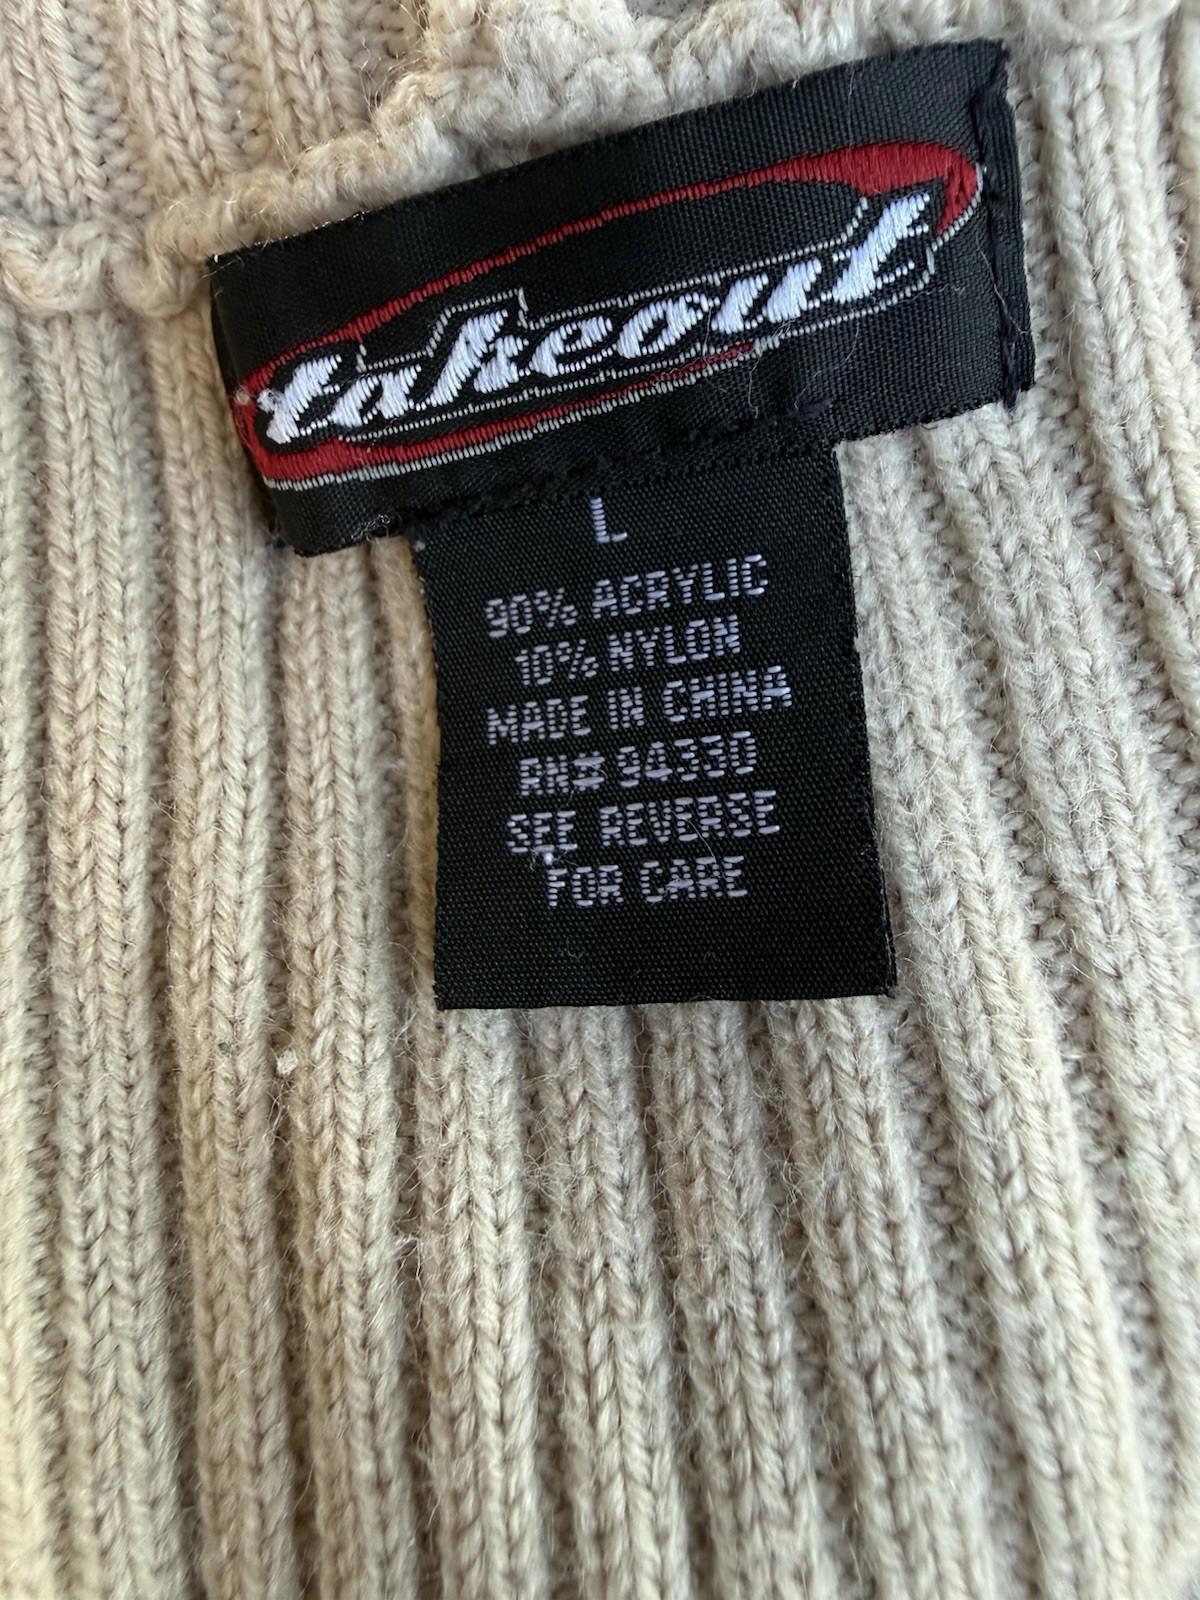 takeout
L
90% ACRYLIC
10% NYLON
MADE IN CHINA
RN# 94330
SEE REVERSE
FOR CARE